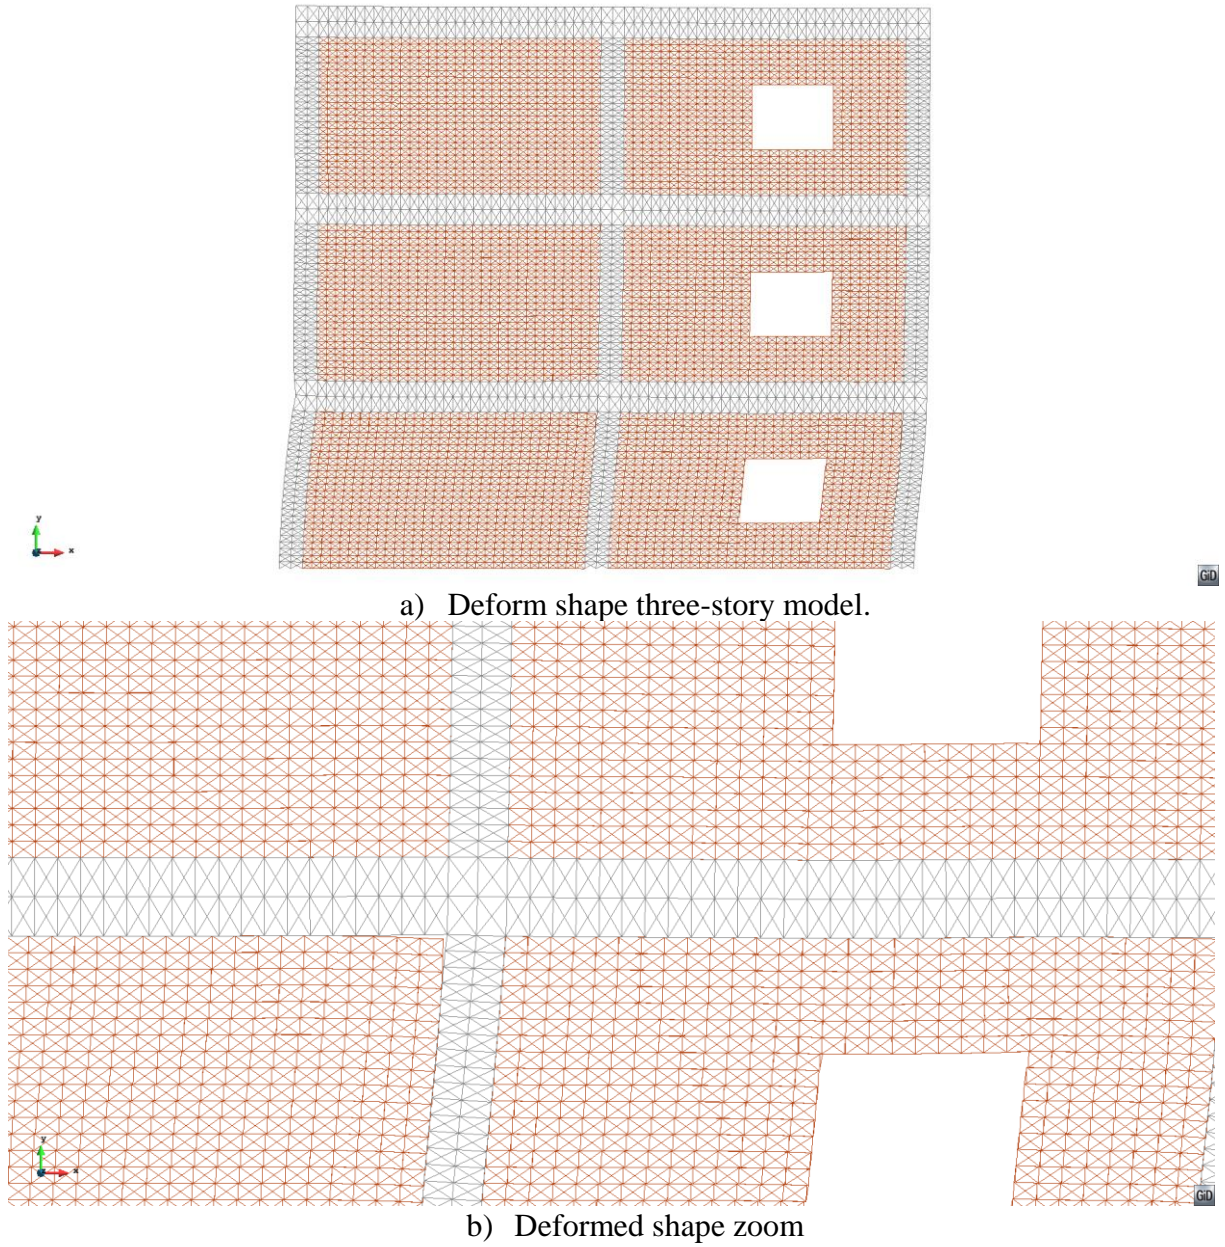 y
x
GiD
a) Deform shape three-story model.
y
x
GiD
b) Deformed shape zoom